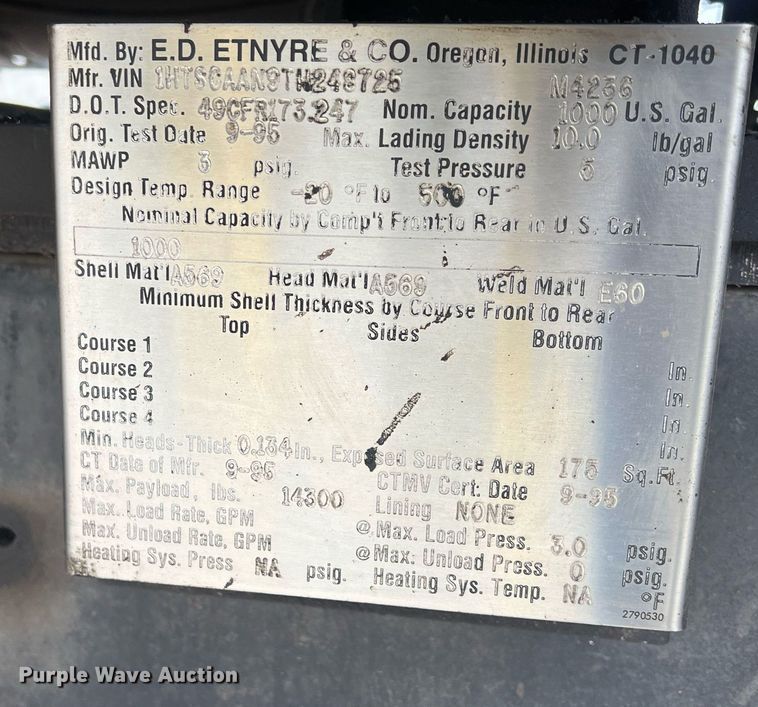 Mfd. By: E.D. ETNYRE & CO. Oregon, Illinois CT-1040
Mfr. VIN M4236
D.O.T. Spec. 49CFR173.247 Nom. Capacity 1000 U.S. Gal.
Orig. Test Date 9-95 Max. Lading Density 10.0 lb/gal
MAWP 3 psig. Test Pressure 5 psig.
Design Temp. Range -20 °F to 500 °F
Nominal Capacity by Comp't Front to Rear in U.S. Gal.
1000
Shell Mat'l A569 Head Mat'l A569 Weld Mat'l E60
Minimum Shell Thickness by Course Front to Rear
Top Sides Bottom
Course 1
Course 2 In.
Course 3 In.
Course 4 In.
Min. Heads-Thick 0.134 In., Exposed Surface Area 175 Sq.Ft.
CT Date of Mfr. 9-95 CTMV Cert. Date 9-95
Max. Payload, lbs. 14300 Lining NONE
Max. Load Rate, GPM @ Max. Load Press. 3.0 psig.
Max. Unload Rate, GPM @ Max. Unload Press. 0 psig.
Heating Sys. Press NA psig. Heating Sys. Temp. NA °F
2790530
Purple Wave Auction